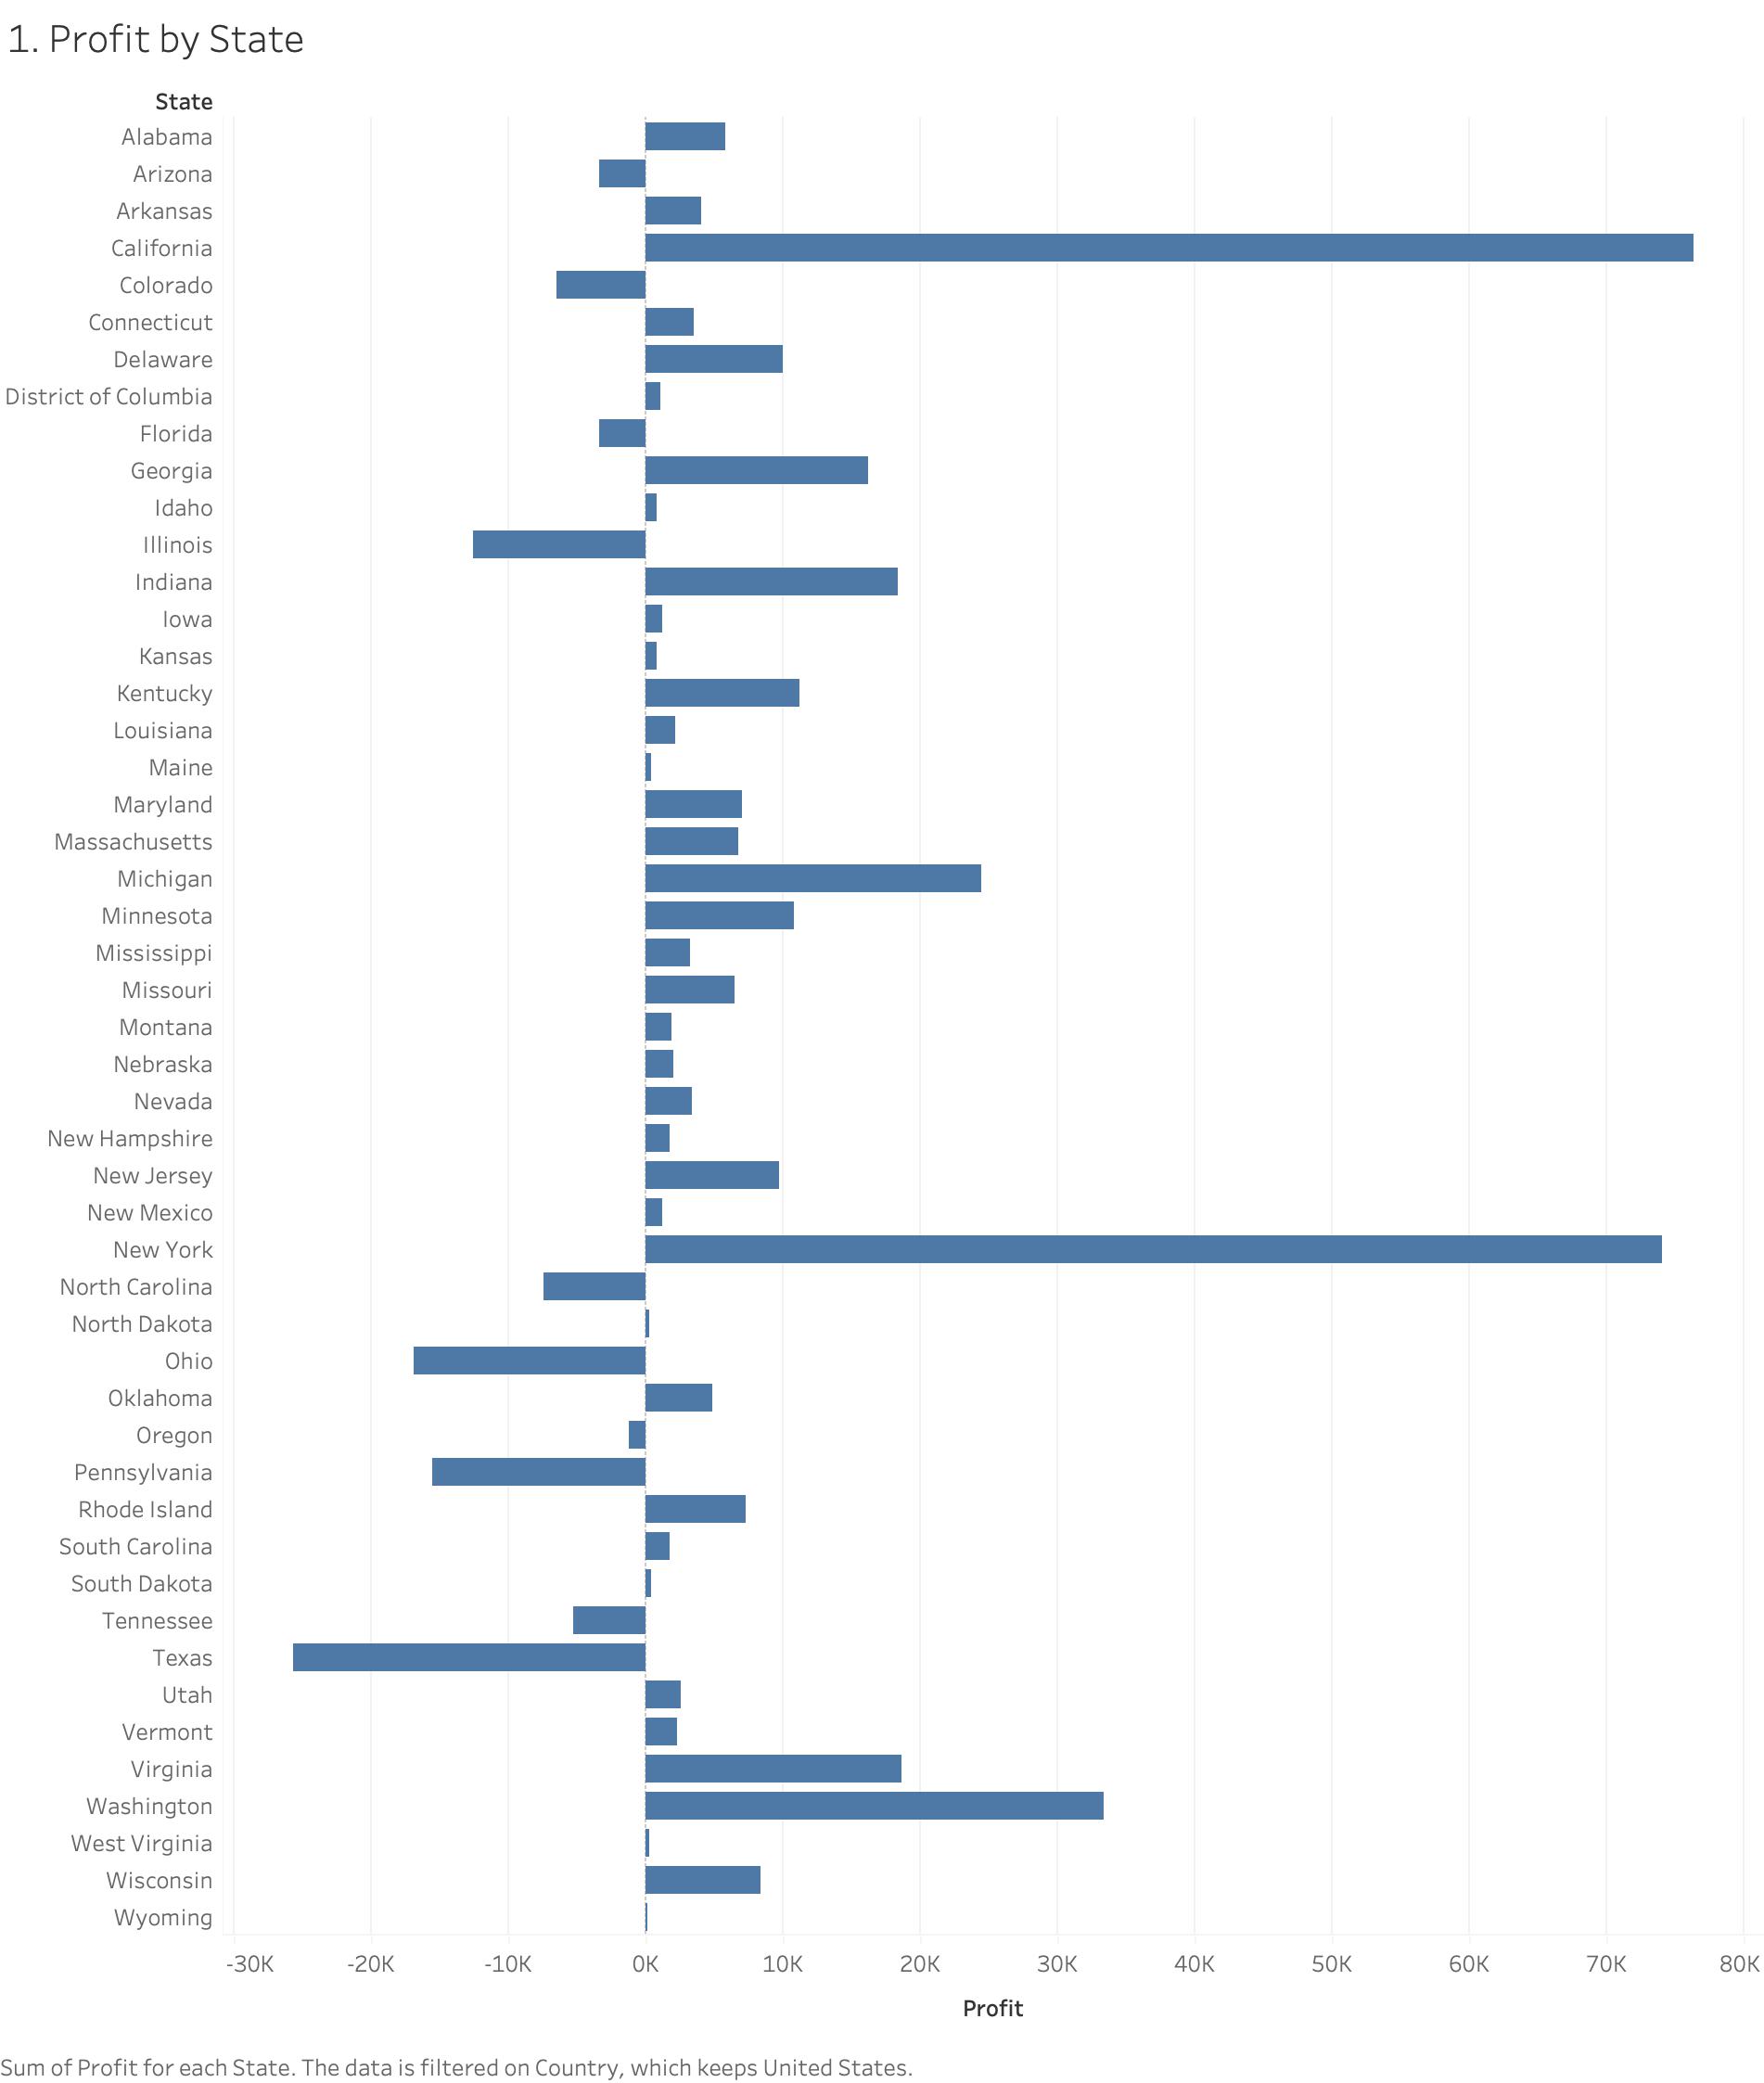 1. Profit by State
State
Alabama
Arizona
Arkansas
California
Colorado
Connecticut
Delaware
District of Columbia
Florida
Georgia
Idaho
Illinois
Indiana
Iowa
Kansas
Kentucky
Louisiana
Maine
Maryland
Massachusetts
Michigan
Minnesota
Mississippi
Missouri
Montana
Nebraska
Nevada
New Hampshire
New Jersey
New Mexico
New York
North Carolina
North Dakota
Ohio
Oklahoma
Oregon
Pennsylvania
Rhode Island
South Carolina
South Dakota
Tennessee
Texas
Utah
Vermont
Virginia
Washington
West Virginia
Wisconsin
Wyoming
-30K -20K -10K 0K 10K 20K 30K 40K 50K 60K 70K 80K
Profit
Sum of Profit for each State. The data is filtered on Country, which keeps United States.